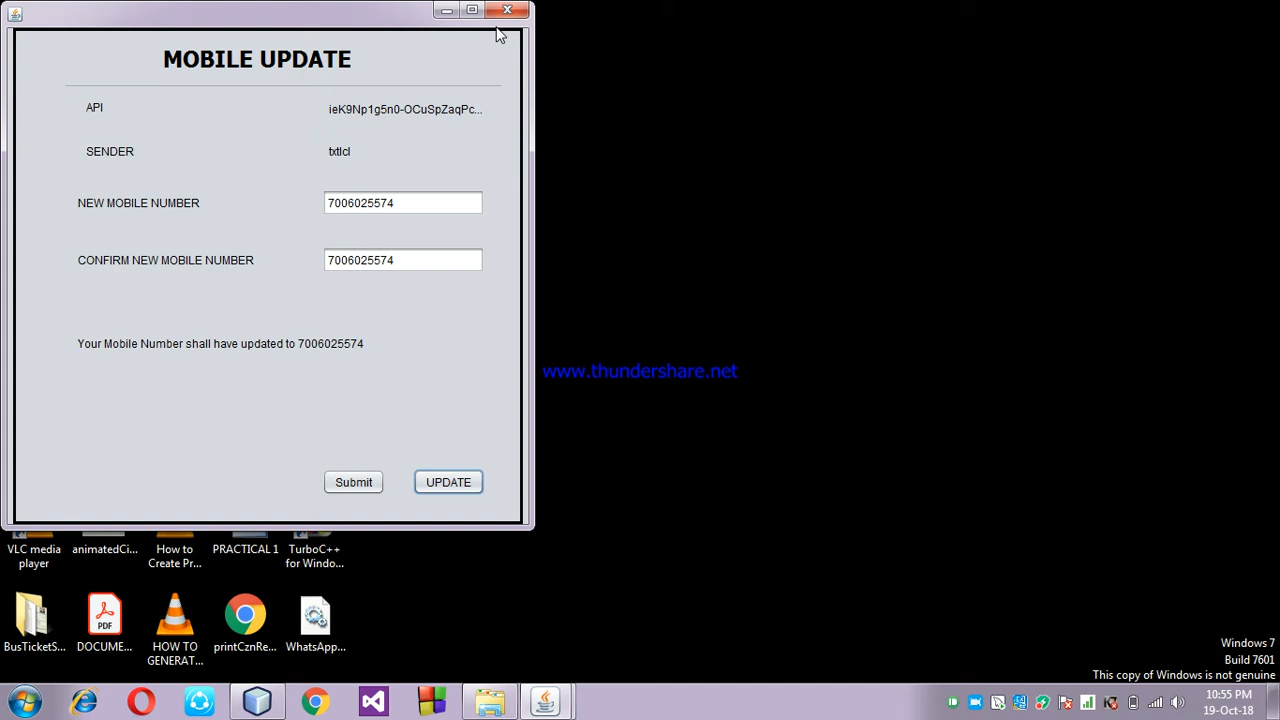 MOBILE UPDATE
API
ieK9Np1g5n0-OCuSpZaqPc...
SENDER
txtlcl
NEW MOBILE NUMBER
7006025574
CONFIRM NEW MOBILE NUMBER
7006025574
Your Mobile Number shall have updated to 7006025574
www.thundershare.net
Submit
UPDATE
VLC media
player
animatedCi...
How to
Create Pr...
PRACTICAL 1
TurboC++
for Windo...
BusTicketS...
PDF
DOCUME...
HOW TO
GENERAT...
printCznRe...
WhatsApp...
Windows 7
Build 7601
This copy of Windows is not genuine
10:55 PM
19-Oct-18